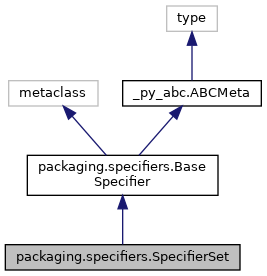 type
metaclass
_py_abc.ABCMeta
packaging.specifiers.Base
Specifier
packaging.specifiers.SpecifierSet